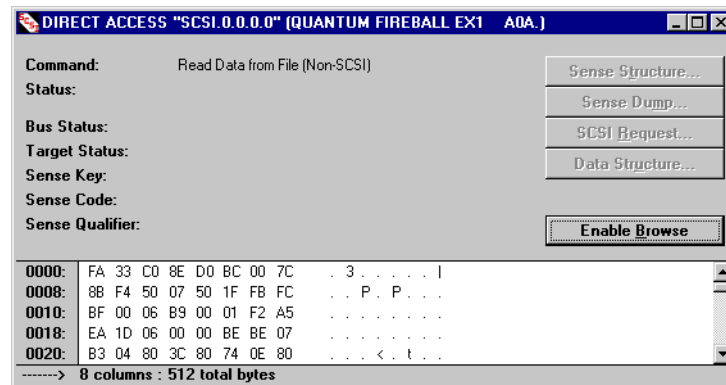 DIRECT ACCESS "SCSI.0.0.0.0" (QUANTUM FIREBALL EX1 A0A.)
Command: Read Data from File (Non-SCSI)
Status:
Bus Status:
Target Status:
Sense Key:
Sense Code:
Sense Qualifier:
Sense Structure...
Sense Dump...
SCSI Request...
Data Structure...
Enable Browse
0000: FA 33 C0 8E D0 BC 00 7C . 3 . . . . . |
0008: 8B F4 50 07 50 1F FB FC . . P . P . . .
0010: BF 00 06 B9 00 01 F2 A5 . . . . . . . .
0018: EA 1D 06 00 00 BE BE 07 . . . . . . . .
0020: B3 04 80 3C 80 74 0E 80 . . . < . t . .
-------> 8 columns : 512 total bytes